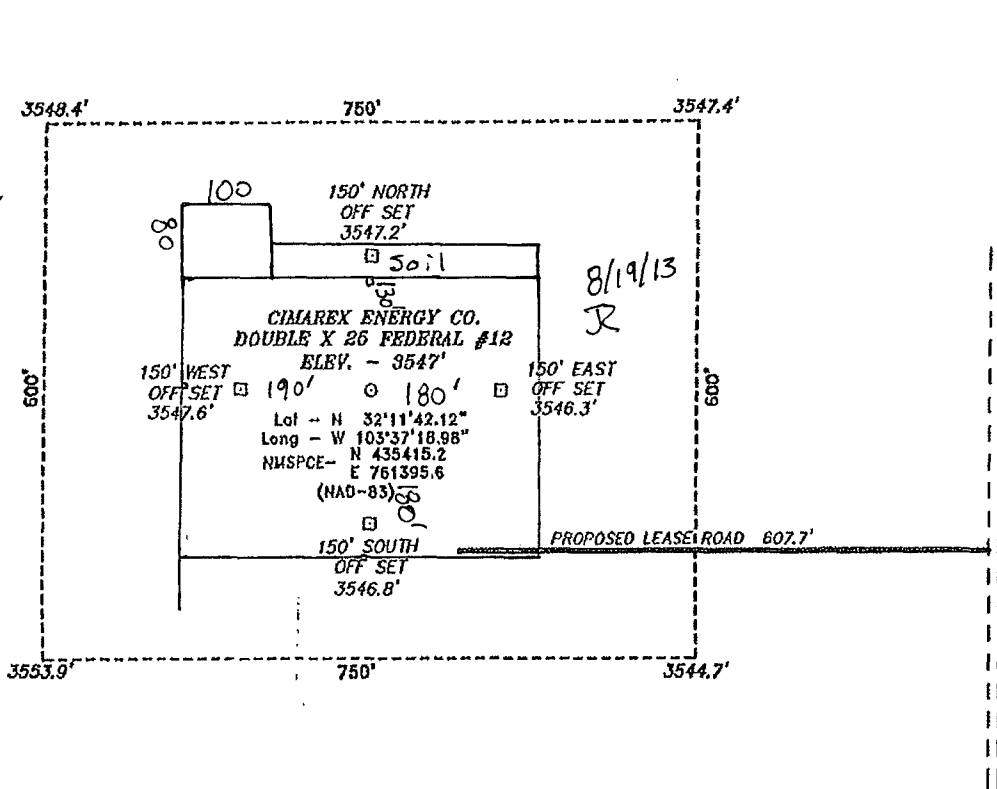 3548.4' 750' 3547.4'
100
150' NORTH
OFF SET
3547.2'
80
Soil
8/19/13
JR
130'
CIMAREX ENERGY CO.
DOUBLE X 26 FEDERAL #12
ELEV. - 3547'
600'
150' WEST
OFF SET
3547.6'
190'
180'
150' EAST
OFF SET
3546.3'
600'
Lat - N 32°11'42.12"
Long - W 103°37'18.98"
NMSPCE- N 435415.2
E 761395.6
(NAD-83)
180'
150' SOUTH
OFF SET
3546.8'
PROPOSED LEASE ROAD 607.7'
3553.9' 750' 3544.7'